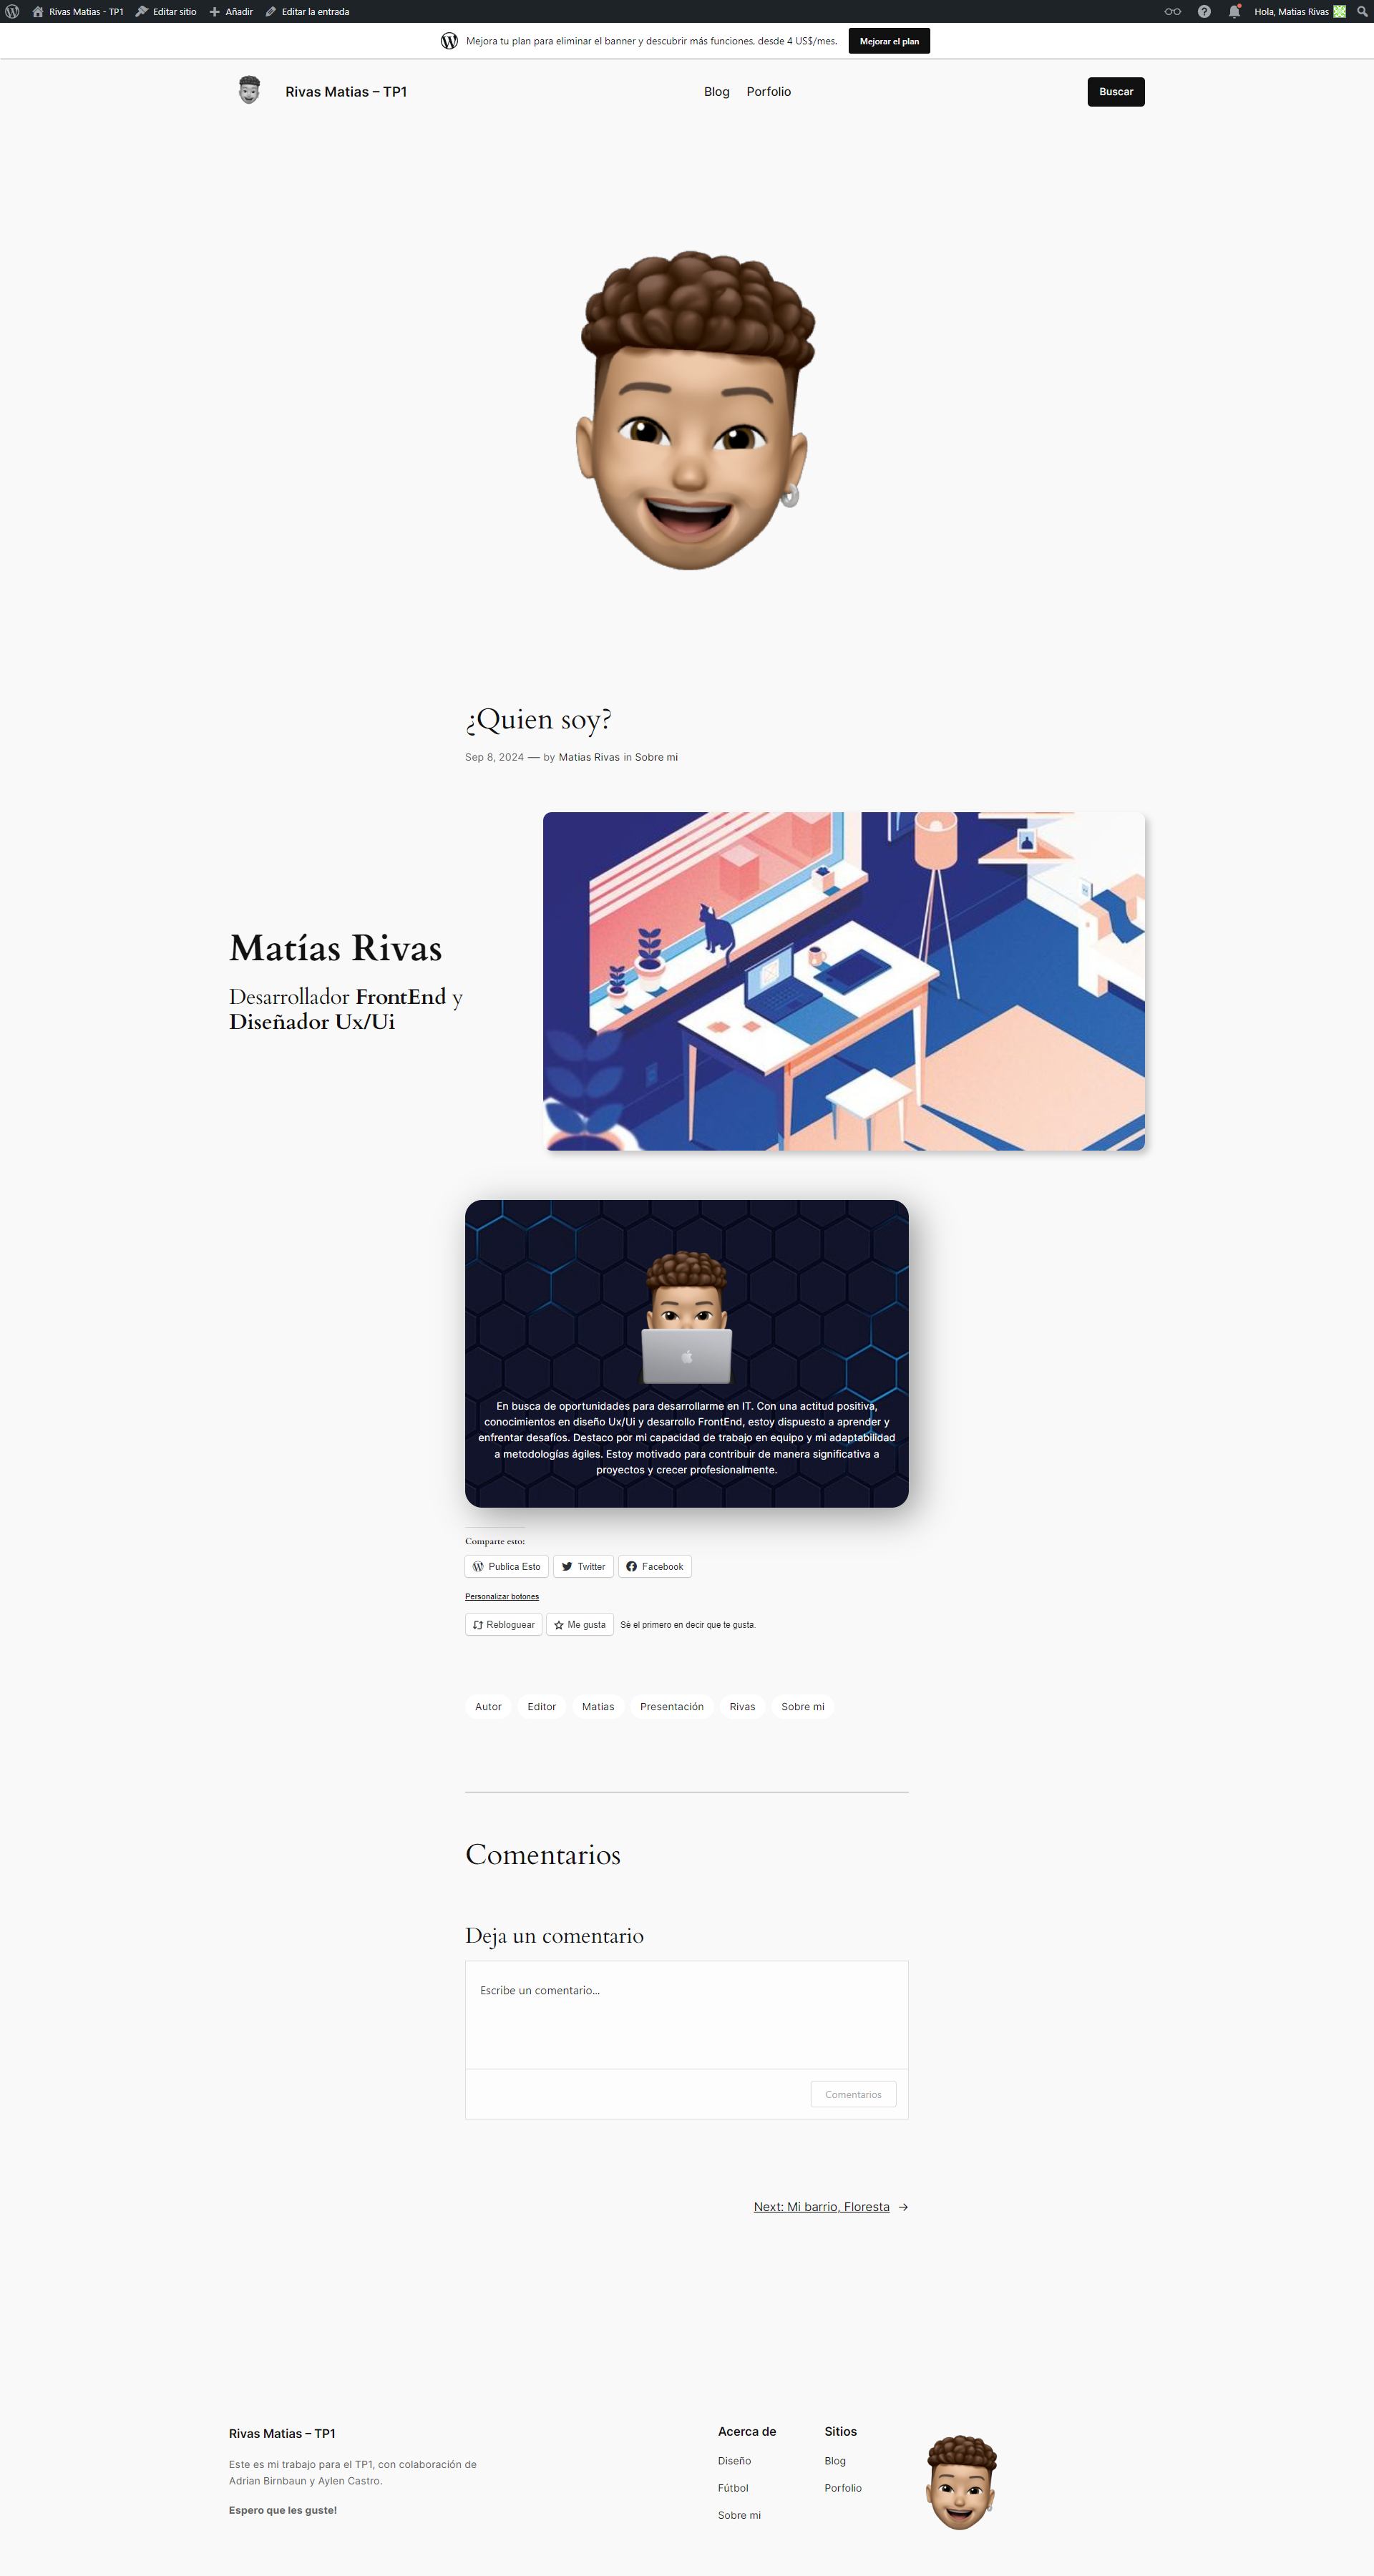 Rivas Matias - TP1 Editar sitio Añadir Editar la entrada Hola, Matias Rivas
Mejora tu plan para eliminar el banner y descubrir más funciones, desde 4 US$/mes. Mejorar el plan
Rivas Matias – TP1 Blog Porfolio Buscar
¿Quien soy?
Sep 8, 2024 — by Matias Rivas in Sobre mi
Matías Rivas
Desarrollador FrontEnd y
Diseñador Ux/Ui
En busca de oportunidades para desarrollarme en IT. Con una actitud positiva,
conocimientos en diseño Ux/Ui y desarrollo FrontEnd, estoy dispuesto a aprender y
enfrentar desafíos. Destaco por mi capacidad de trabajo en equipo y mi adaptabilidad
a metodologías ágiles. Estoy motivado para contribuir de manera significativa a
proyectos y crecer profesionalmente.
Comparte esto:
Publica Esto Twitter Facebook
Personalizar botones
Rebloguear Me gusta Sé el primero en decir que te gusta.
Autor Editor Matias Presentación Rivas Sobre mi
Comentarios
Deja un comentario
Escribe un comentario...
Comentarios
Next: Mi barrio, Floresta →
Rivas Matias – TP1
Este es mi trabajo para el TP1, con colaboración de
Adrian Birnbaun y Aylen Castro.
Espero que les guste!
Acerca de
Diseño
Fútbol
Sobre mi
Sitios
Blog
Porfolio